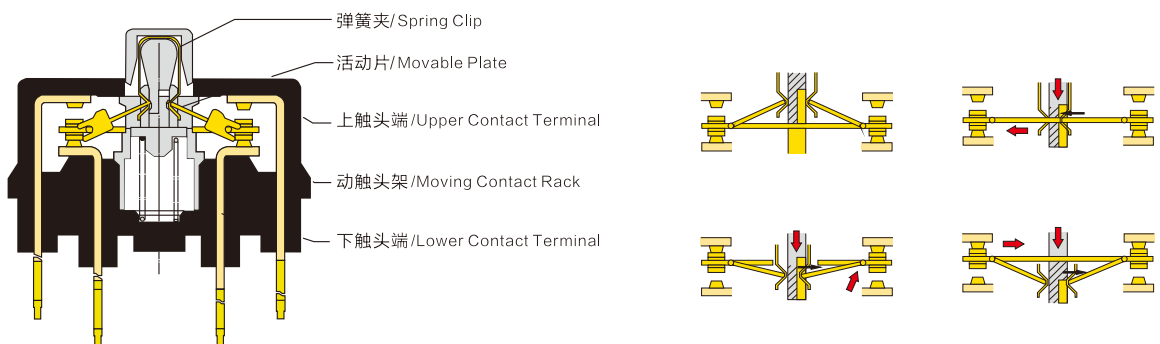 弹簧夹/Spring Clip
活动片/Movable Plate
上触头端/Upper Contact Terminal
动触头架/Moving Contact Rack
下触头端/Lower Contact Terminal